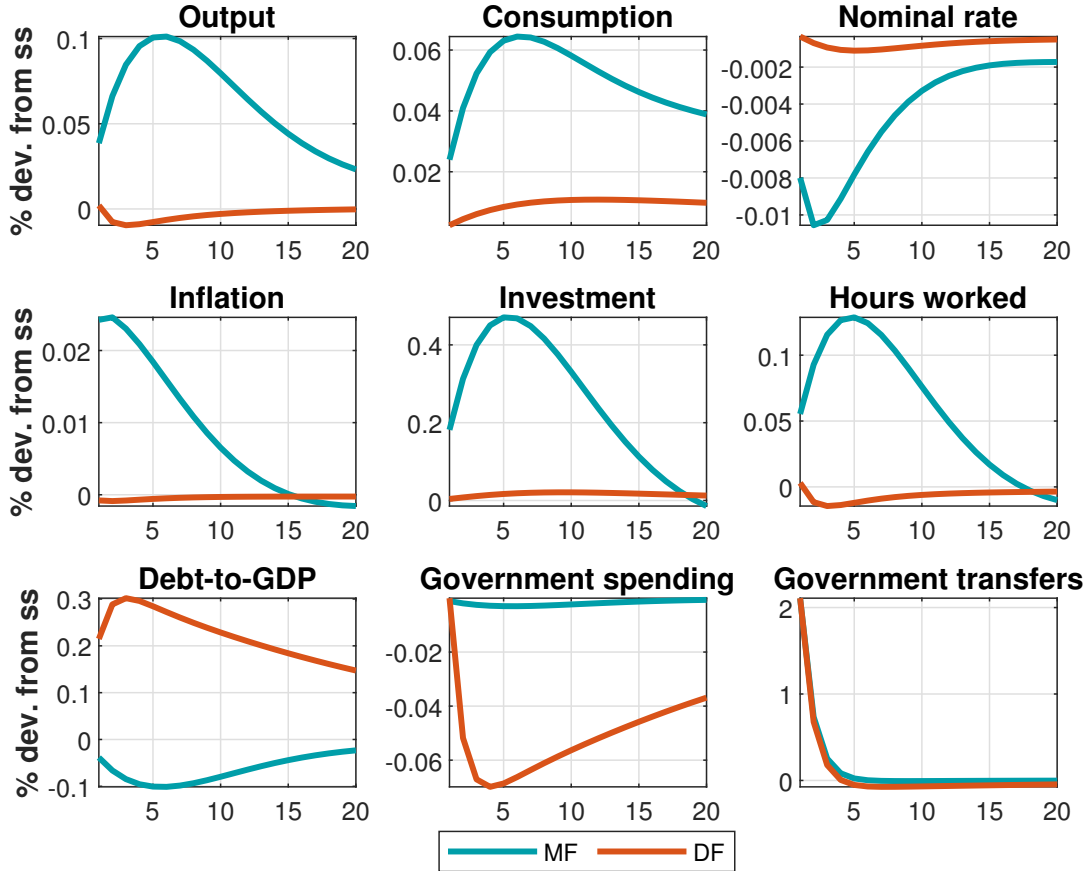 Output
Consumption
Nominal rate
% dev. from ss
0.1
0.05
0
5 10 15 20
0.06
0.04
0.02
5 10 15 20
-0.002
-0.004
-0.006
-0.008
-0.01
5 10 15 20
Inflation
Investment
Hours worked
% dev. from ss
0.02
0.01
0
5 10 15 20
0.4
0.2
0
5 10 15 20
0.1
0.05
0
5 10 15 20
Debt-to-GDP
Government spending
Government transfers
% dev. from ss
0.3
0.2
0.1
0
-0.1
5 10 15 20
-0.02
-0.04
-0.06
5 10 15 20
2
1
0
5 10 15 20
MF DF